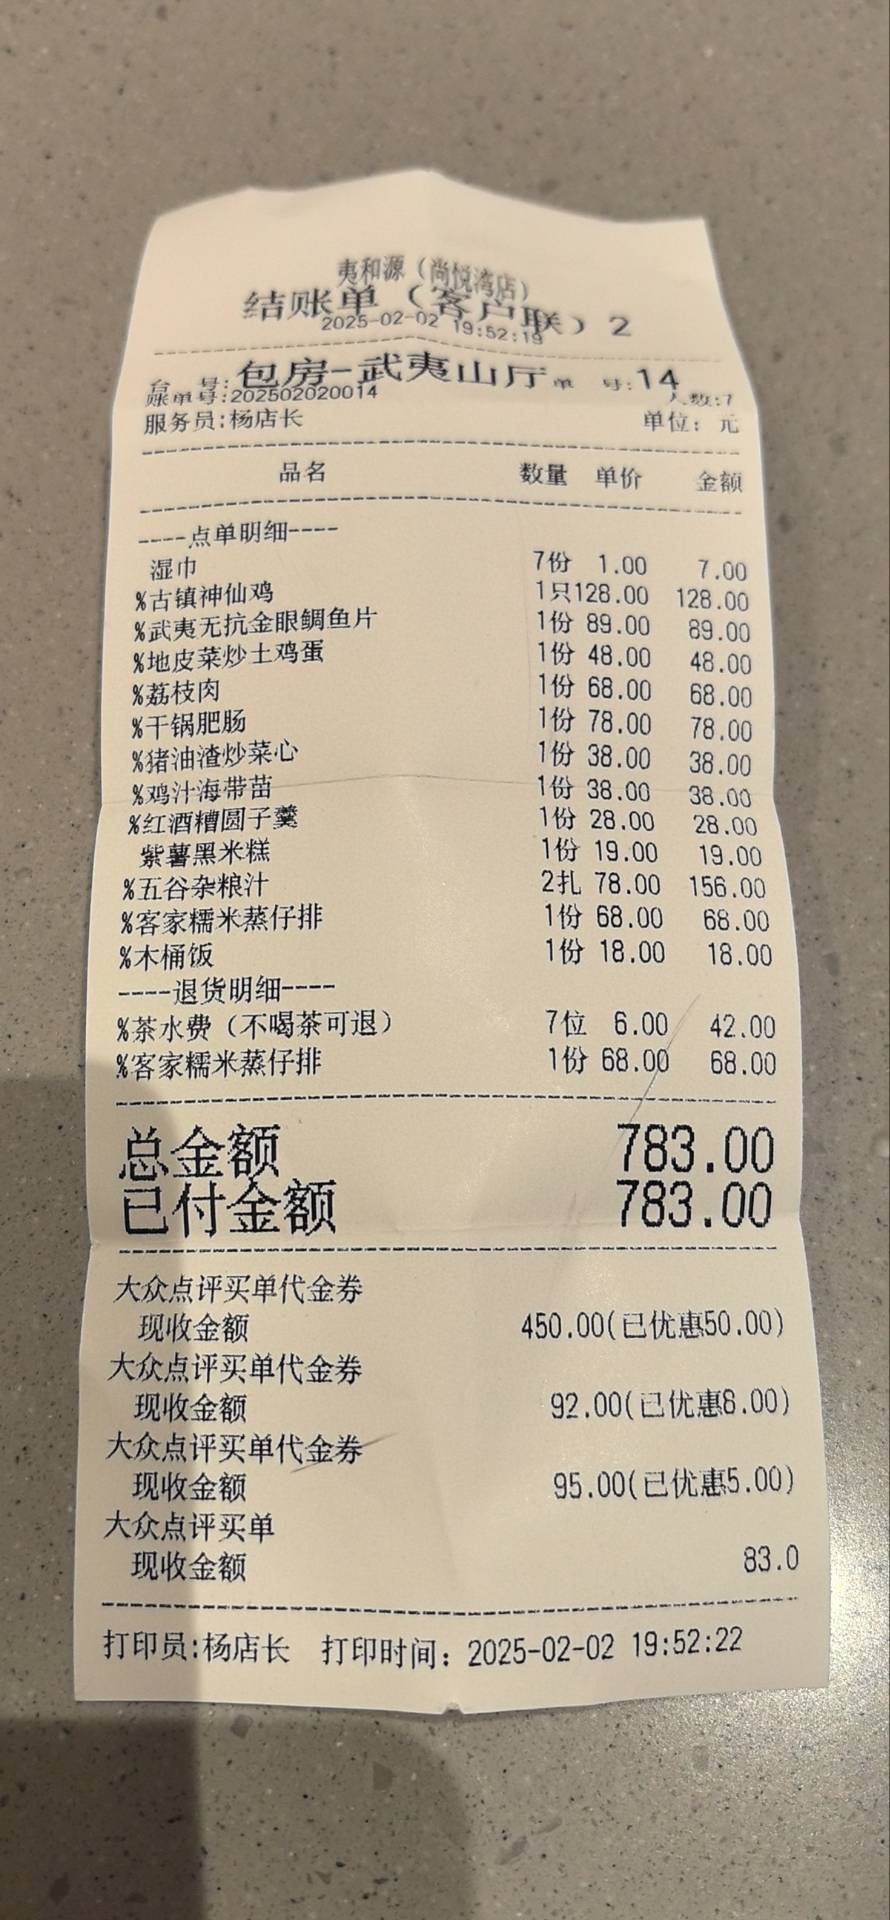 夷和源（尚悦湾店）
结账单（客户联）2
2025-02-02 19:52:19
台 号:包房-武夷山厅 单 号:14
账单号:202502020014 人数:7
服务员:杨店长 单位: 元
品名 数量 单价 金额
----点单明细----
湿巾 7份 1.00 7.00
%古镇神仙鸡 1只128.00 128.00
%武夷无抗金眼鲷鱼片 1份 89.00 89.00
%地皮菜炒土鸡蛋 1份 48.00 48.00
%荔枝肉 1份 68.00 68.00
%干锅肥肠 1份 78.00 78.00
%猪油渣炒菜心 1份 38.00 38.00
%鸡汁海带苗 1份 38.00 38.00
%红酒糟圆子羹 1份 28.00 28.00
紫薯黑米糕 1份 19.00 19.00
%五谷杂粮汁 2扎 78.00 156.00
%客家糯米蒸仔排 1份 68.00 68.00
%木桶饭 1份 18.00 18.00
----退货明细----
%茶水费（不喝茶可退） 7位 6.00 42.00
%客家糯米蒸仔排 1份 68.00 68.00
总金额 783.00
已付金额 783.00
大众点评买单代金券
现收金额 450.00(已优惠50.00)
大众点评买单代金券
现收金额 92.00(已优惠8.00)
大众点评买单代金券
现收金额 95.00(已优惠5.00)
大众点评买单
现收金额 83.0
打印员:杨店长 打印时间: 2025-02-02 19:52:22